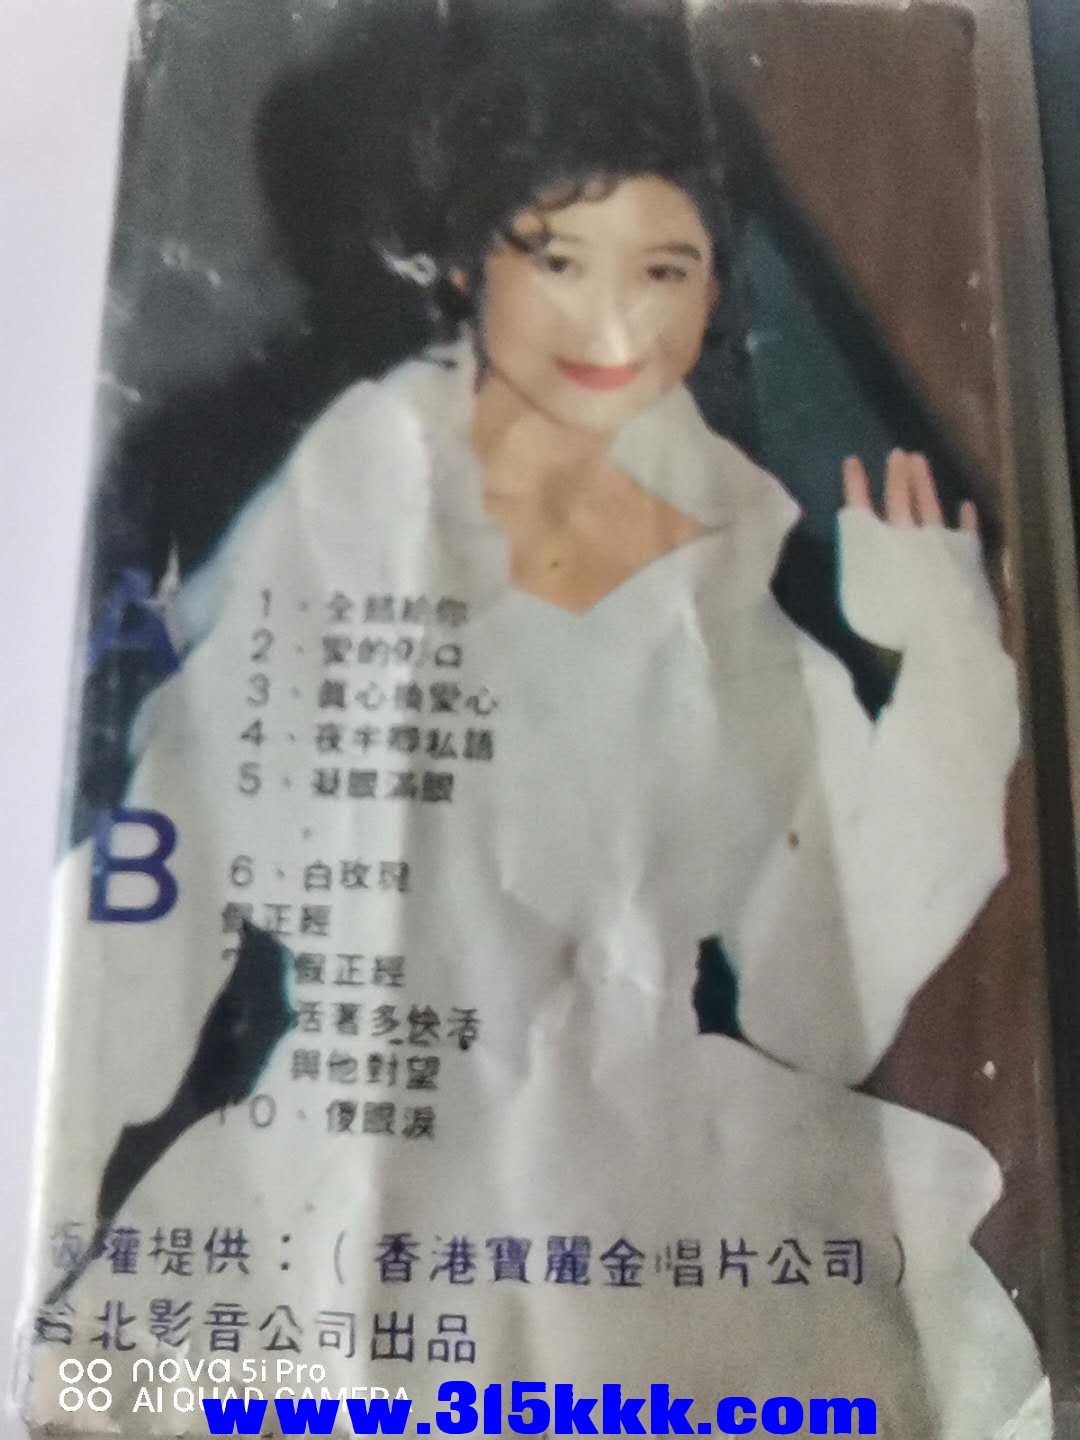 A
1、全部給你
2、愛的傷口
3、真心換愛心
4、夜半尋私語
5、凝眼滿眼
B
6、白玫瑰
假正經
假正經
活著多快活
與他對望
10、傻眼淚
版權提供：（香港寶麗金唱片公司）
台北影音公司出品
nova 5i Pro
AI QUAD CAMERA
www.315kkk.com